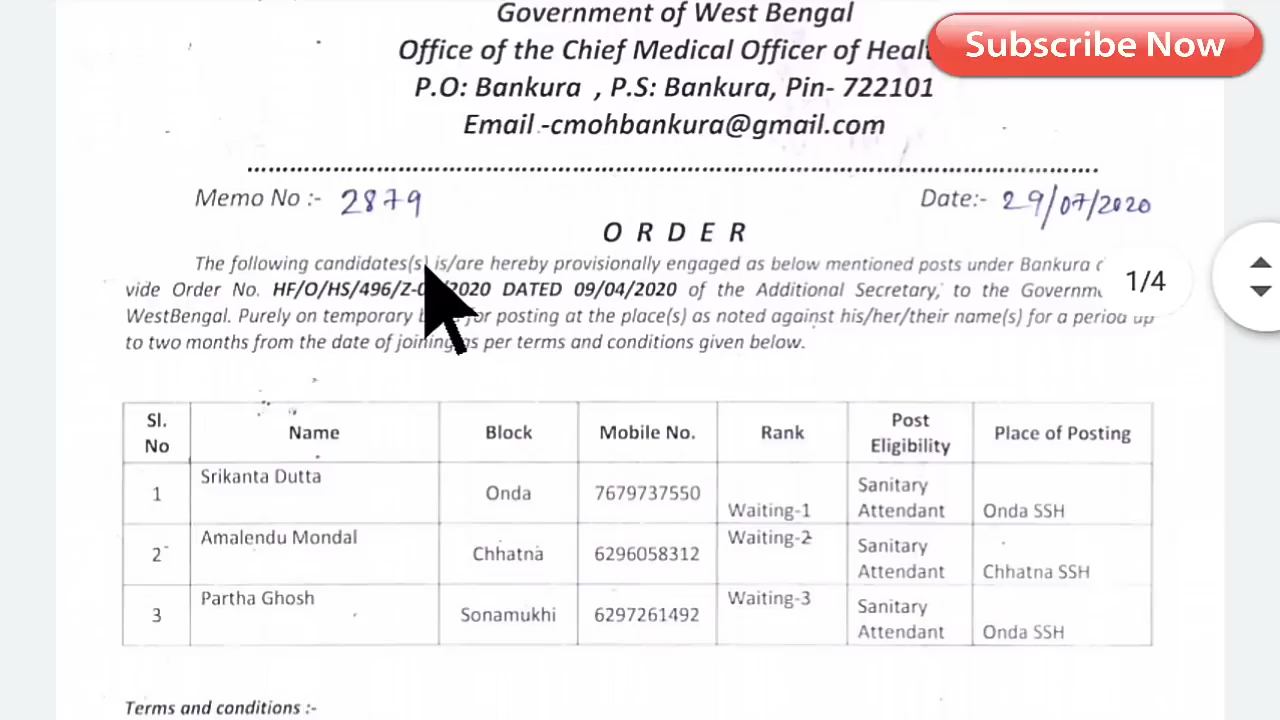 Government of West Bengal
Subscribe Now
Office of the Chief Medical Officer of
P.O: Bankura , P.S: Bankura, Pin- 722101
Email -cmohbankura@gmail.com
Memo No :- 2879 Date:- 29/07/2020
O R D E R
The following candidates(s) is/are hereby provisionally engaged as below mentioned posts under Bankura
1/4
vide Order No. HF/O/HS/496/Z- 2020 DATED 09/04/2020 of the Additional Secretary, to the
WestBengal. Purely on temporary for posting at the place(s) as noted against his/her/their name(s) for a period up
to two months from the date of joining as per terms and conditions given below.
Sl. No Name Block Mobile No. Rank Post Eligibility Place of Posting
1 Srikanta Dutta Onda 7679737550 Waiting-1 Sanitary Attendant Onda SSH
2 Amalendu Mondal Chhatna 6296058312 Waiting-2 Sanitary Attendant Chhatna SSH
3 Partha Ghosh Sonamukhi 6297261492 Waiting-3 Sanitary Attendant Onda SSH
Terms and conditions :-